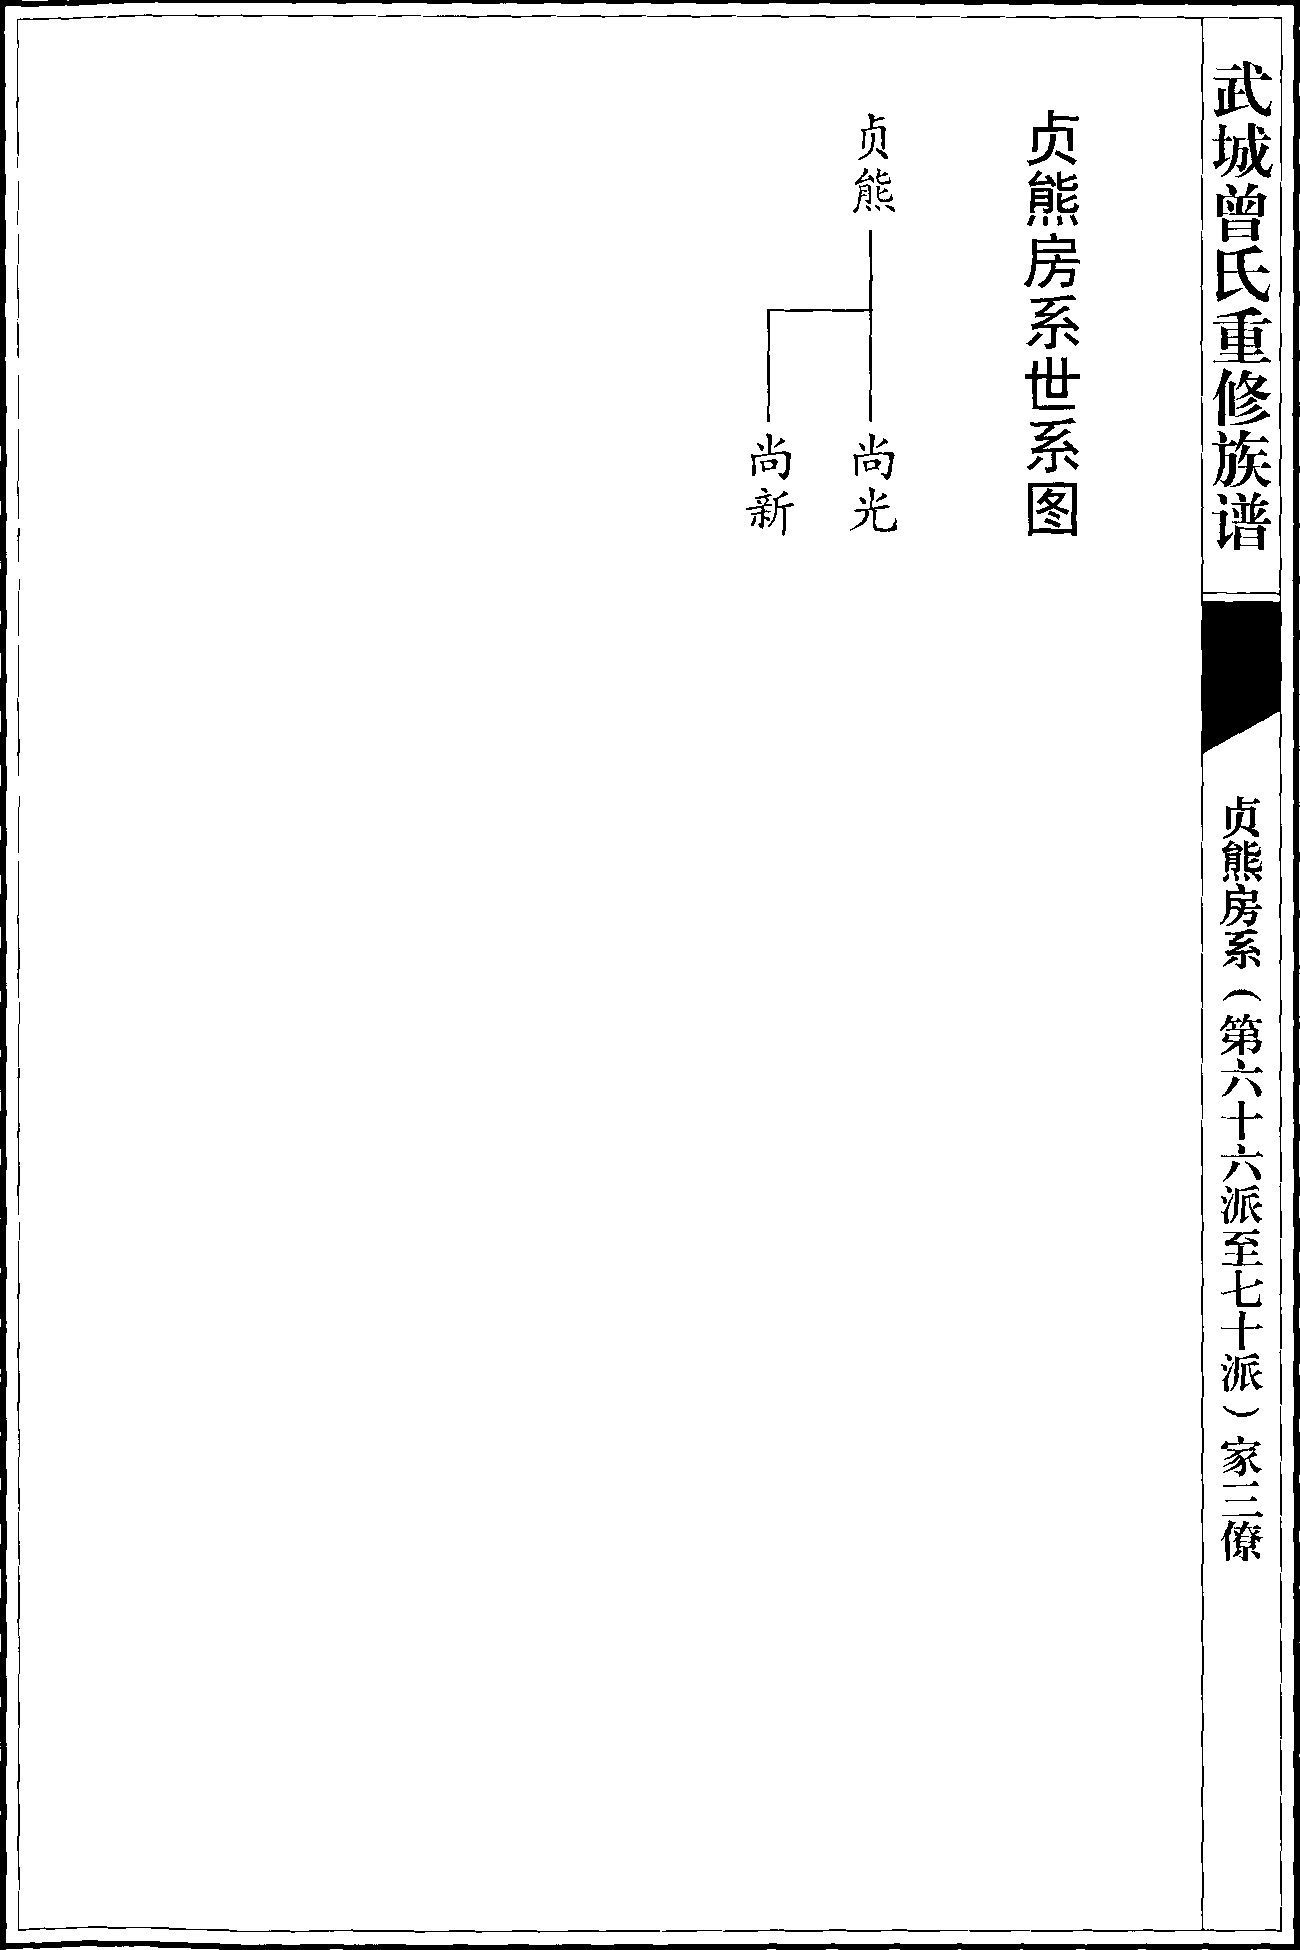 武城曾氏重修族谱
贞熊房系（第六十六派至七十派）家三僚
贞熊房系世系图
贞熊
尚光
尚新